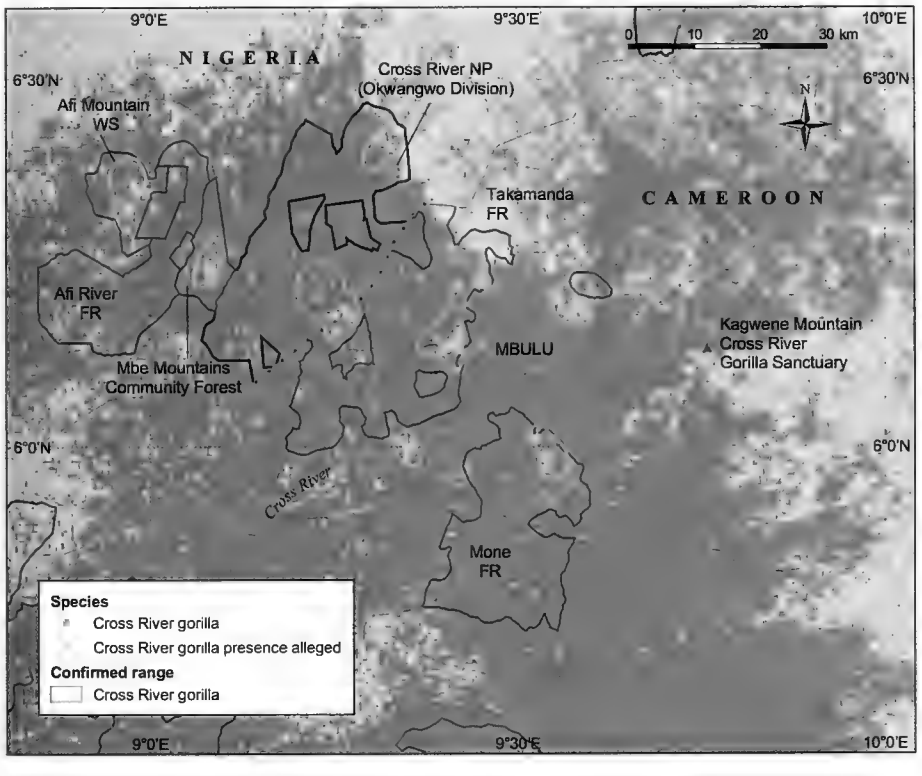 9°0'E
9°30'E
10°0'E
0 10 20 30 km
NIGERIA
6°30'N
6°30'N
Cross River NP
(Okwangwo Division)
Afi Mountain
WS
N
CAMEROON
Takamanda
FR
Afi River
FR
Kagwene Mountain
Cross River
Gorilla Sanctuary
MBULU
Mbe Mountains
Community Forest
6°0'N
6°0'N
Cross River
Mone
FR
Species
Cross River gorilla
Cross River gorilla presence alleged
Confirmed range
Cross River gorilla
9°0'E
9°30'E
10°0'E